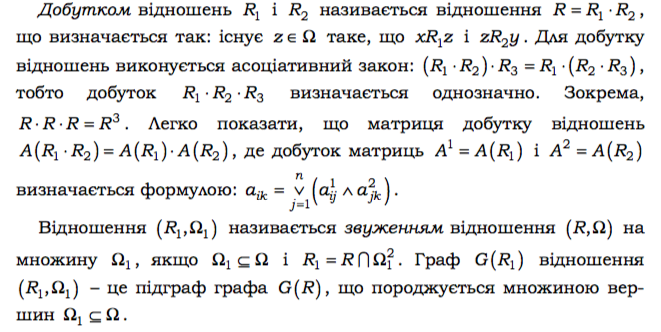 Добутком відношень R₁ і R₂ називається відношення R = R₁ · R₂,
що визначається так: існує z ∈ Ω таке, що xR₁z і zR₂y. Для добутку
відношень виконується асоціативний закон: (R₁ · R₂) · R₃ = R₁ · (R₂ · R₃),
тобто добуток R₁ · R₂ · R₃ визначається однозначно. Зокрема,
R · R · R = R³. Легко показати, що матриця добутку відношень
A(R₁ · R₂) = A(R₁) · A(R₂), де добуток матриць A¹ = A(R₁) і A² = A(R₂)
визначається формулою: aᵢₖ = ⁿ∨ⱼ₌₁ (a¹ᵢⱼ ∧ a²ⱼₖ).
Відношення (R₁,Ω₁) називається звуженням відношення (R,Ω) на
множину Ω₁, якщо Ω₁ ⊆ Ω і R₁ = R ⋂ Ω₁². Граф G(R₁) відношення
(R₁,Ω₁) – це підграф графа G(R), що породжується множиною вер-
шин Ω₁ ⊆ Ω.